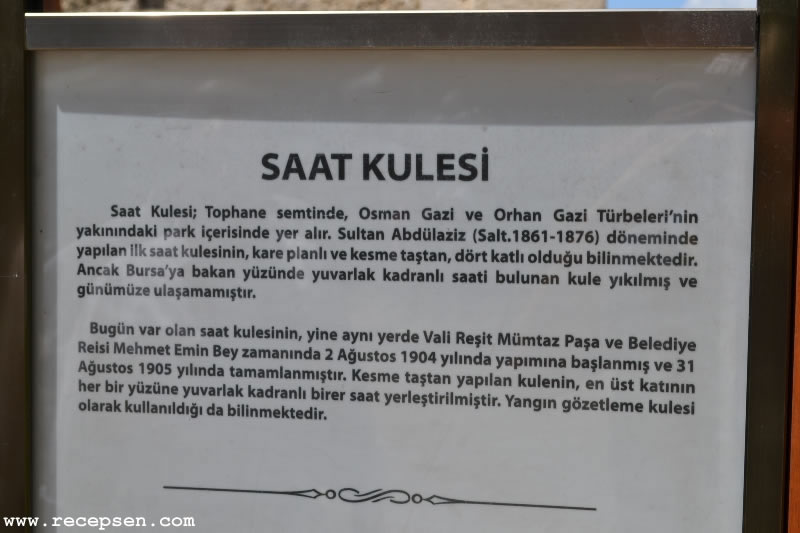 SAAT KULESİ
Saat Kulesi; Tophane semtinde, Osman Gazi ve Orhan Gazi Türbeleri'nin
yakınındaki park içerisinde yer alır. Sultan Abdülaziz (Salt.1861-1876) döneminde
yapılan ilk saat kulesinin, kare planlı ve kesme taştan, dört katlı olduğu bilinmektedir.
Ancak Bursa'ya bakan yüzünde yuvarlak kadranlı saati bulunan kule yıkılmış ve
günümüze ulaşamamıştır.
Bugün var olan saat kulesinin, yine aynı yerde Vali Reşit Mümtaz Paşa ve Belediye
Reisi Mehmet Emin Bey zamanında 2 Ağustos 1904 yılında yapımına başlanmış ve 31
Ağustos 1905 yılında tamamlanmıştır. Kesme taştan yapılan kulenin, en üst katının
her bir yüzüne yuvarlak kadranlı birer saat yerleştirilmiştir. Yangın gözetleme kulesi
olarak kullanıldığı da bilinmektedir.
www.recepsen.com